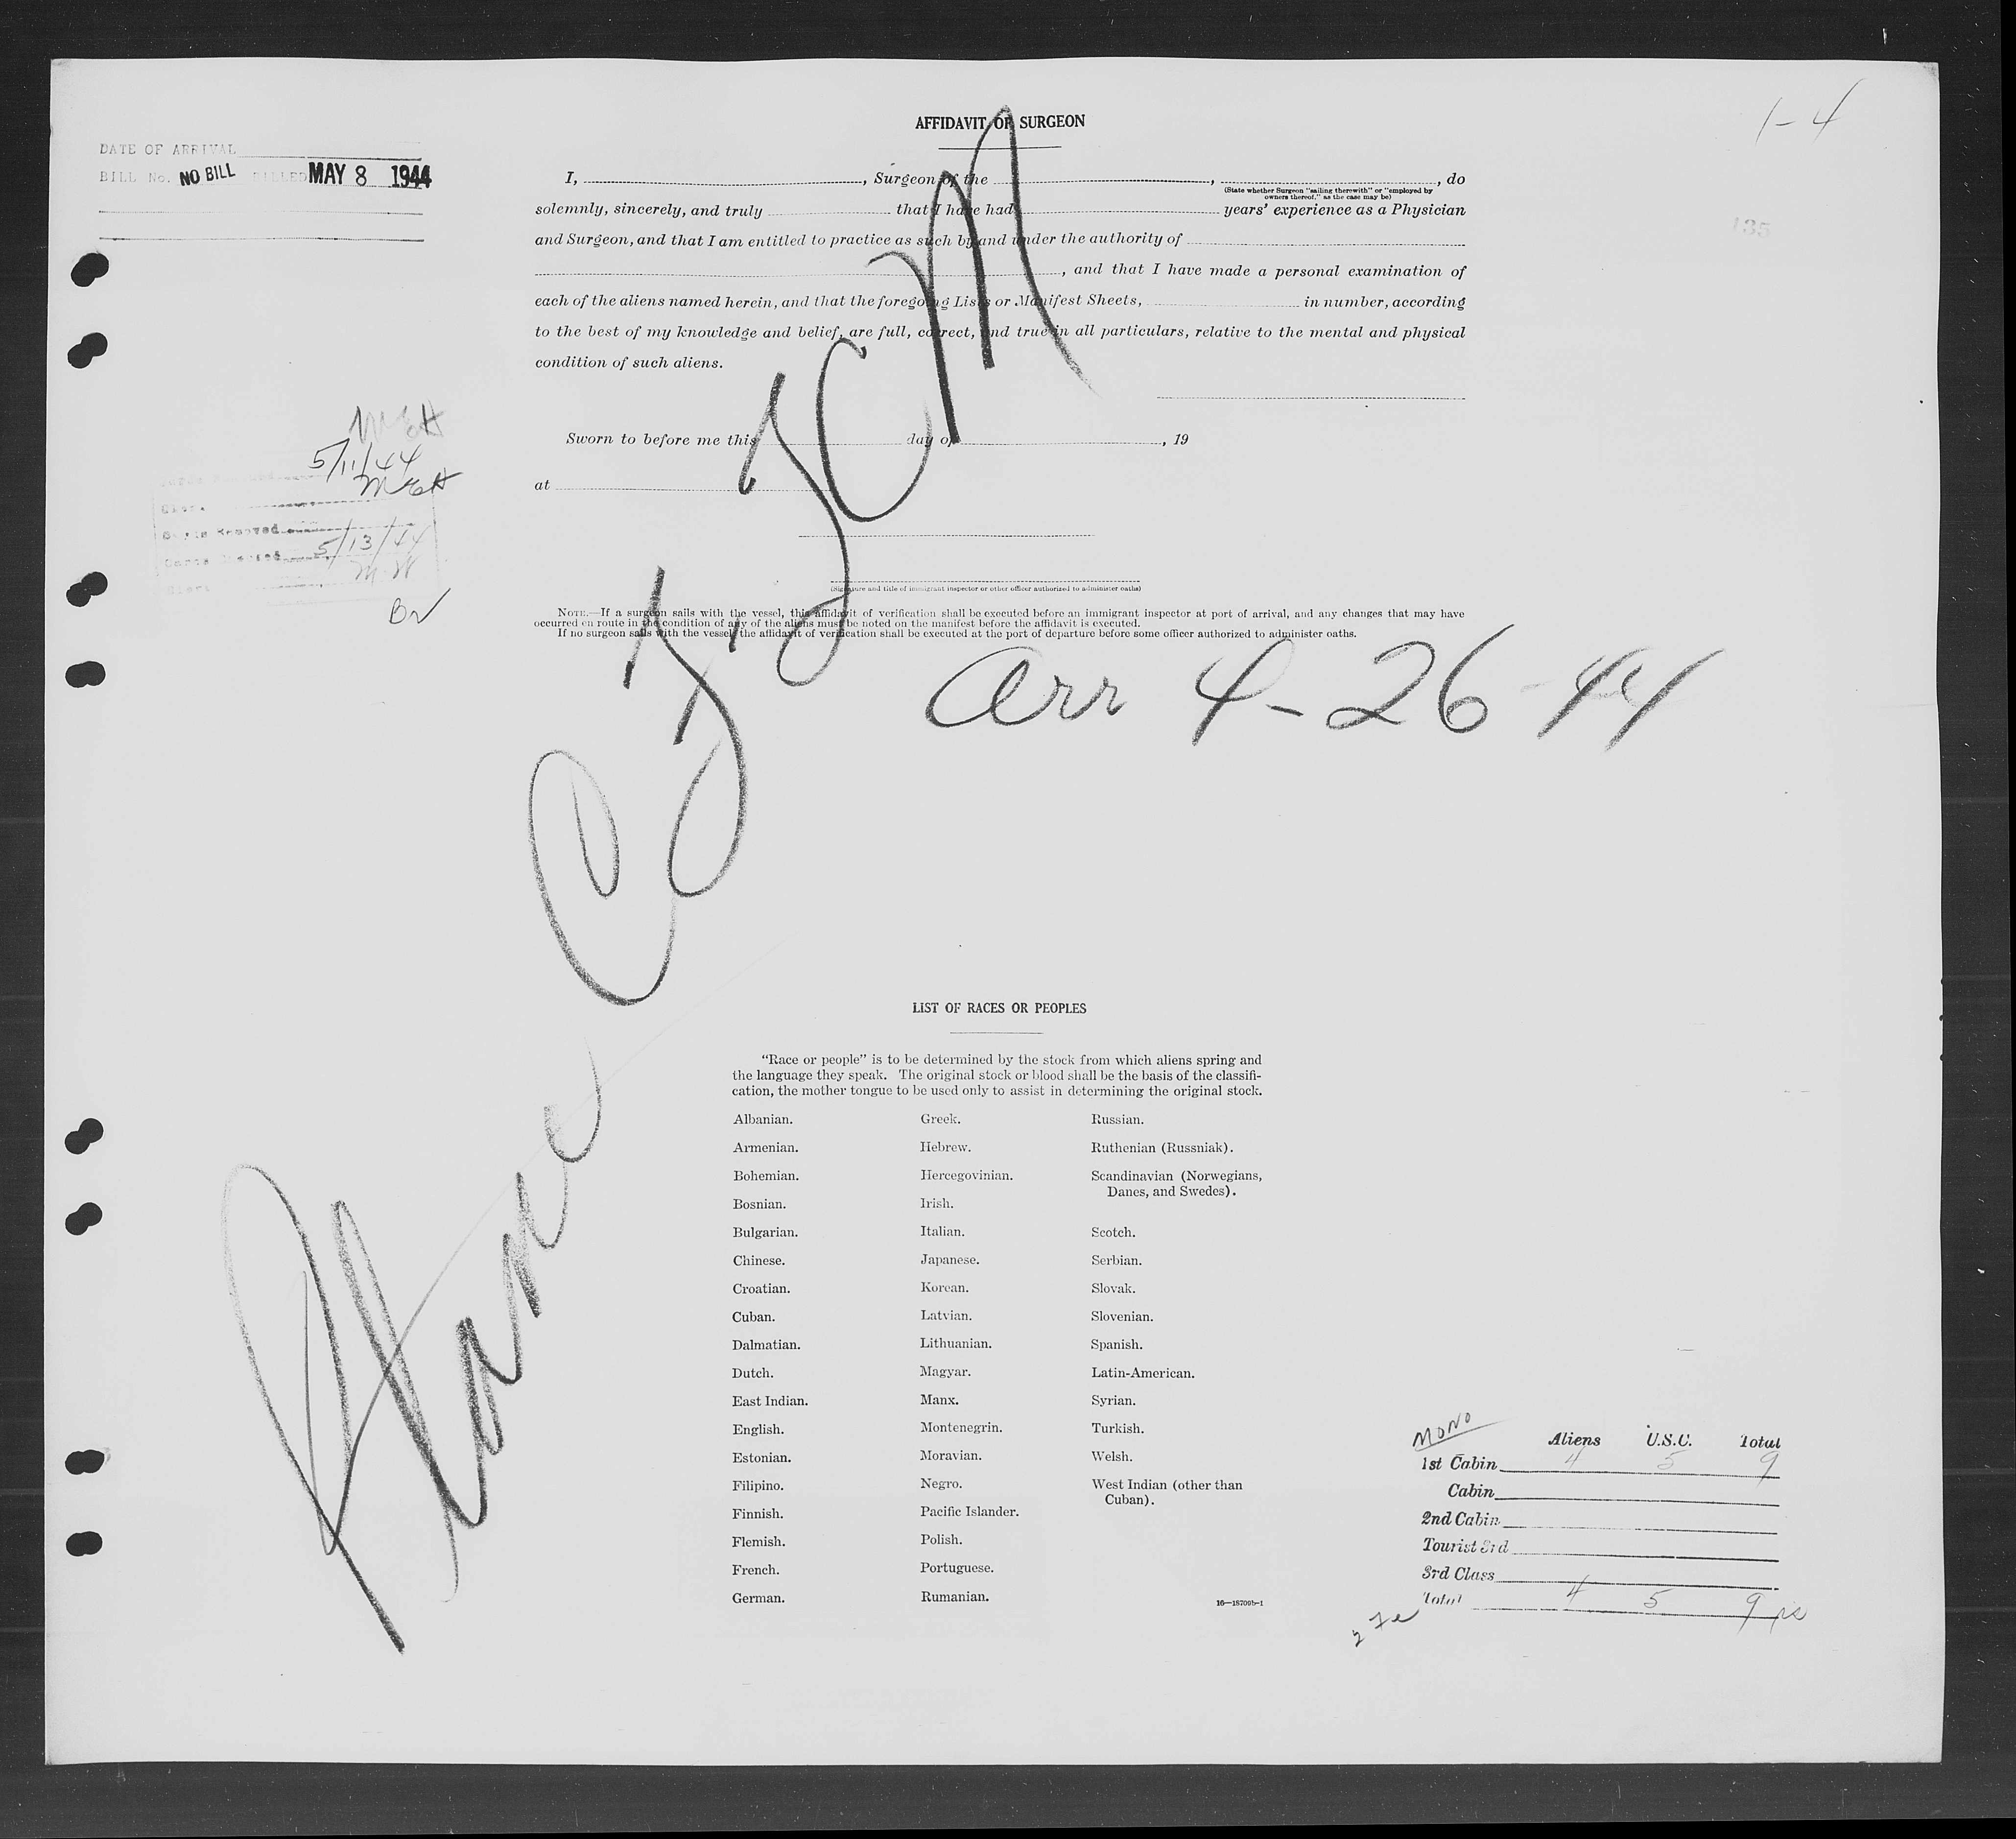 AFFIDAVIT OF SURGEON
1-4
DATE OF ARRIVAL
BILL No. NO BILL BILLED MAY 8 1944
I, , Surgeon of the , , do
(State whether Surgeon "sailing therewith" or "employed by
owners thereof," as the case may be)
solemnly, sincerely, and truly that I have had years' experience as a Physician
135
and Surgeon, and that I am entitled to practice as such by and under the authority of
, and that I have made a personal examination of
each of the aliens named herein, and that the foregoing Lists or Manifest Sheets, in number, according
to the best of my knowledge and belief, are full, correct, and true in all particulars, relative to the mental and physical
condition of such aliens.
Sworn to before me this day of , 19
5/11/44
at
5/13/44
(Signature and title of immigrant inspector or other officer authorized to administer oaths)
NOTE.—If a surgeon sails with the vessel, this affidavit of verification shall be executed before an immigrant inspector at port of arrival, and any changes that may have
occurred en route in the condition of any of the aliens must be noted on the manifest before the affidavit is executed.
If no surgeon sails with the vessel, the affidavit of verification shall be executed at the port of departure before some officer authorized to administer oaths.
arr 4-26-44
LIST OF RACES OR PEOPLES
"Race or people" is to be determined by the stock from which aliens spring and
the language they speak. The original stock or blood shall be the basis of the classifi-
cation, the mother tongue to be used only to assist in determining the original stock.
Albanian. Greek. Russian.
Armenian. Hebrew. Ruthenian (Russniak).
Bohemian. Hercegovinian. Scandinavian (Norwegians,
Danes, and Swedes).
Bosnian. Irish.
Bulgarian. Italian. Scotch.
Chinese. Japanese. Serbian.
Croatian. Korean. Slovak.
Cuban. Latvian. Slovenian.
Dalmatian. Lithuanian. Spanish.
Dutch. Magyar. Latin-American.
East Indian. Manx. Syrian.
English. Montenegrin. Turkish.
Estonian. Moravian. Welsh.
Filipino. Negro. West Indian (other than
Cuban).
Finnish. Pacific Islander.
Flemish. Polish.
French. Portuguese.
German. Rumanian.
16—18709b-1
MONO
Aliens U.S.C. Total
1st Cabin 4 5 9
Cabin
2nd Cabin
Tourist 3rd
3rd Class
Total 4 5 9